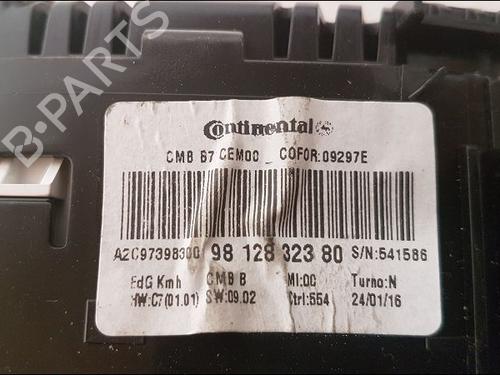 B-PARTS
Continental
CMB B7 CEM00 _ COFOR:09297E
A2C97398300 98 128 323 80 S/N:541586
EdG Kmh CMB B MI:00 Turno:N
HW:C7(01.01) SW:09.02 Ctrl:554 24/01/16